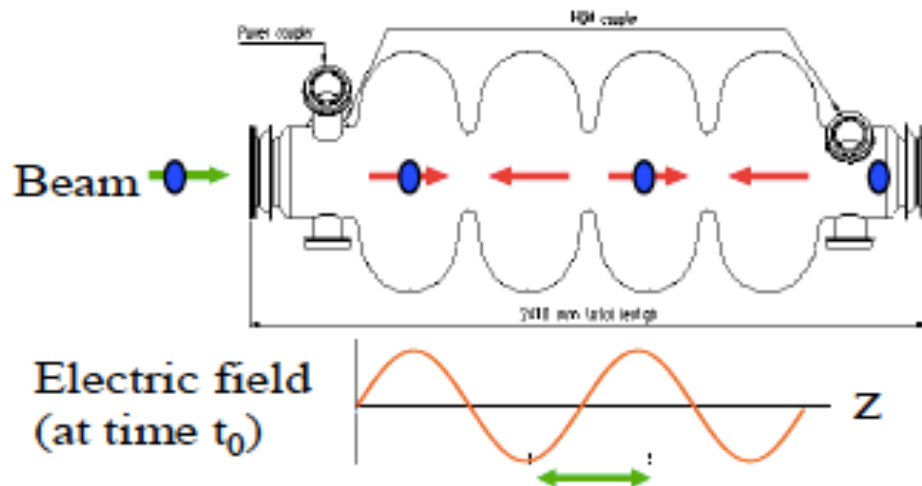 Power coupler
HOM coupler
Beam
Electric field
(at time t₀)
z